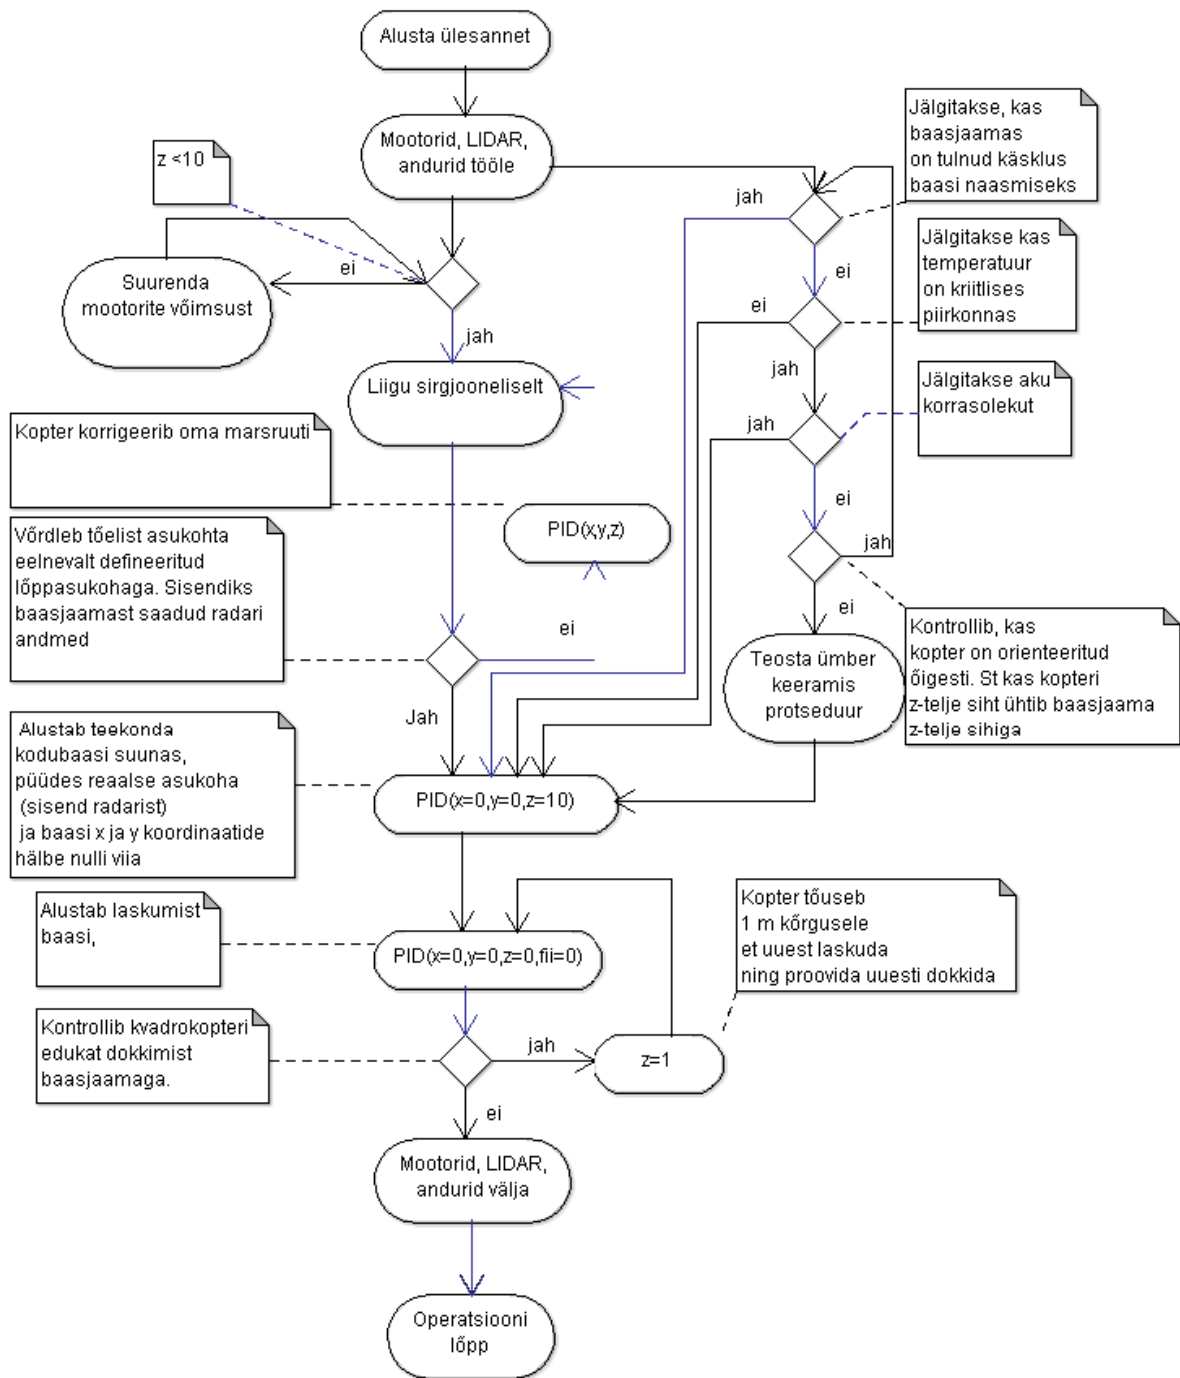 Alusta ülesannet
Mootorid, LIDAR,
andurid tööle
z <10
jah
Jälgitakse, kas
baasjaamas
on tulnud käsklus
baasi naasmiseks
ei
Suurenda
mootorite võimsust
ei
ei
Jälgitakse kas
temperatuur
on kriitlises
piirkonnas
jah
jah
Liigu sirgjooneliselt
Jälgitakse aku
korrasolekut
jah
Kopter korrigeerib oma marsruuti
ei
PID(x,y,z)
Võrdleb tõelist asukohta
eelnevalt defineeritud
lõppasukohaga. Sisendiks
baasjaamast saadud radari
andmed
jah
ei
ei
Kontrollib, kas
kopter on orienteeritud
õigesti. St kas kopteri
z-telje siht ühtib baasjaama
z-telje sihiga
Teosta ümber
keeramis
protseduur
Jah
Alustab teekonda
kodubaasi suunas,
püüdes reaalse asukoha
(sisend radarist)
ja baasi x ja y koordinaatide
hälbe nulli viia
PID(x=0,y=0,z=10)
Alustab laskumist
baasi,
Kopter tõuseb
1 m kõrgusele
et uuest laskuda
ning proovida uuesti dokkida
PID(x=0,y=0,z=0,fii=0)
Kontrollib kvadrokopteri
edukat dokkimist
baasjaamaga.
jah
z=1
ei
Mootorid, LIDAR,
andurid välja
Operatsiooni
lõpp